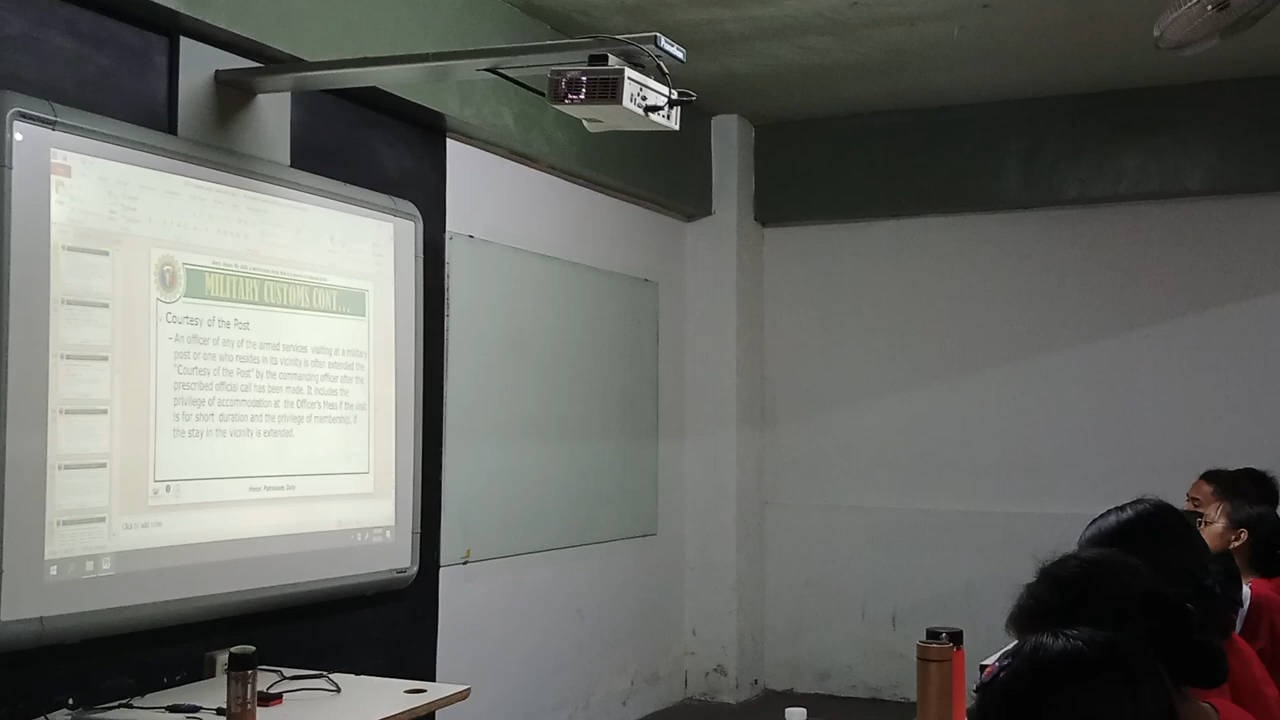 MILITARY CUSTOMS CONT...
Courtesy of the Post
– An officer of any of the armed services visiting at a military
post or one who resides in its vicinity is often extended the
"Courtesy of the Post" by the commanding officer after the
prescribed official call has been made. It includes the
privilege of accommodation at the Officer's Mess if the visit
is for short duration and the privilege of membership, if
the stay in the vicinity is extended.
Honor, Patriotism, Duty
Click to add notes